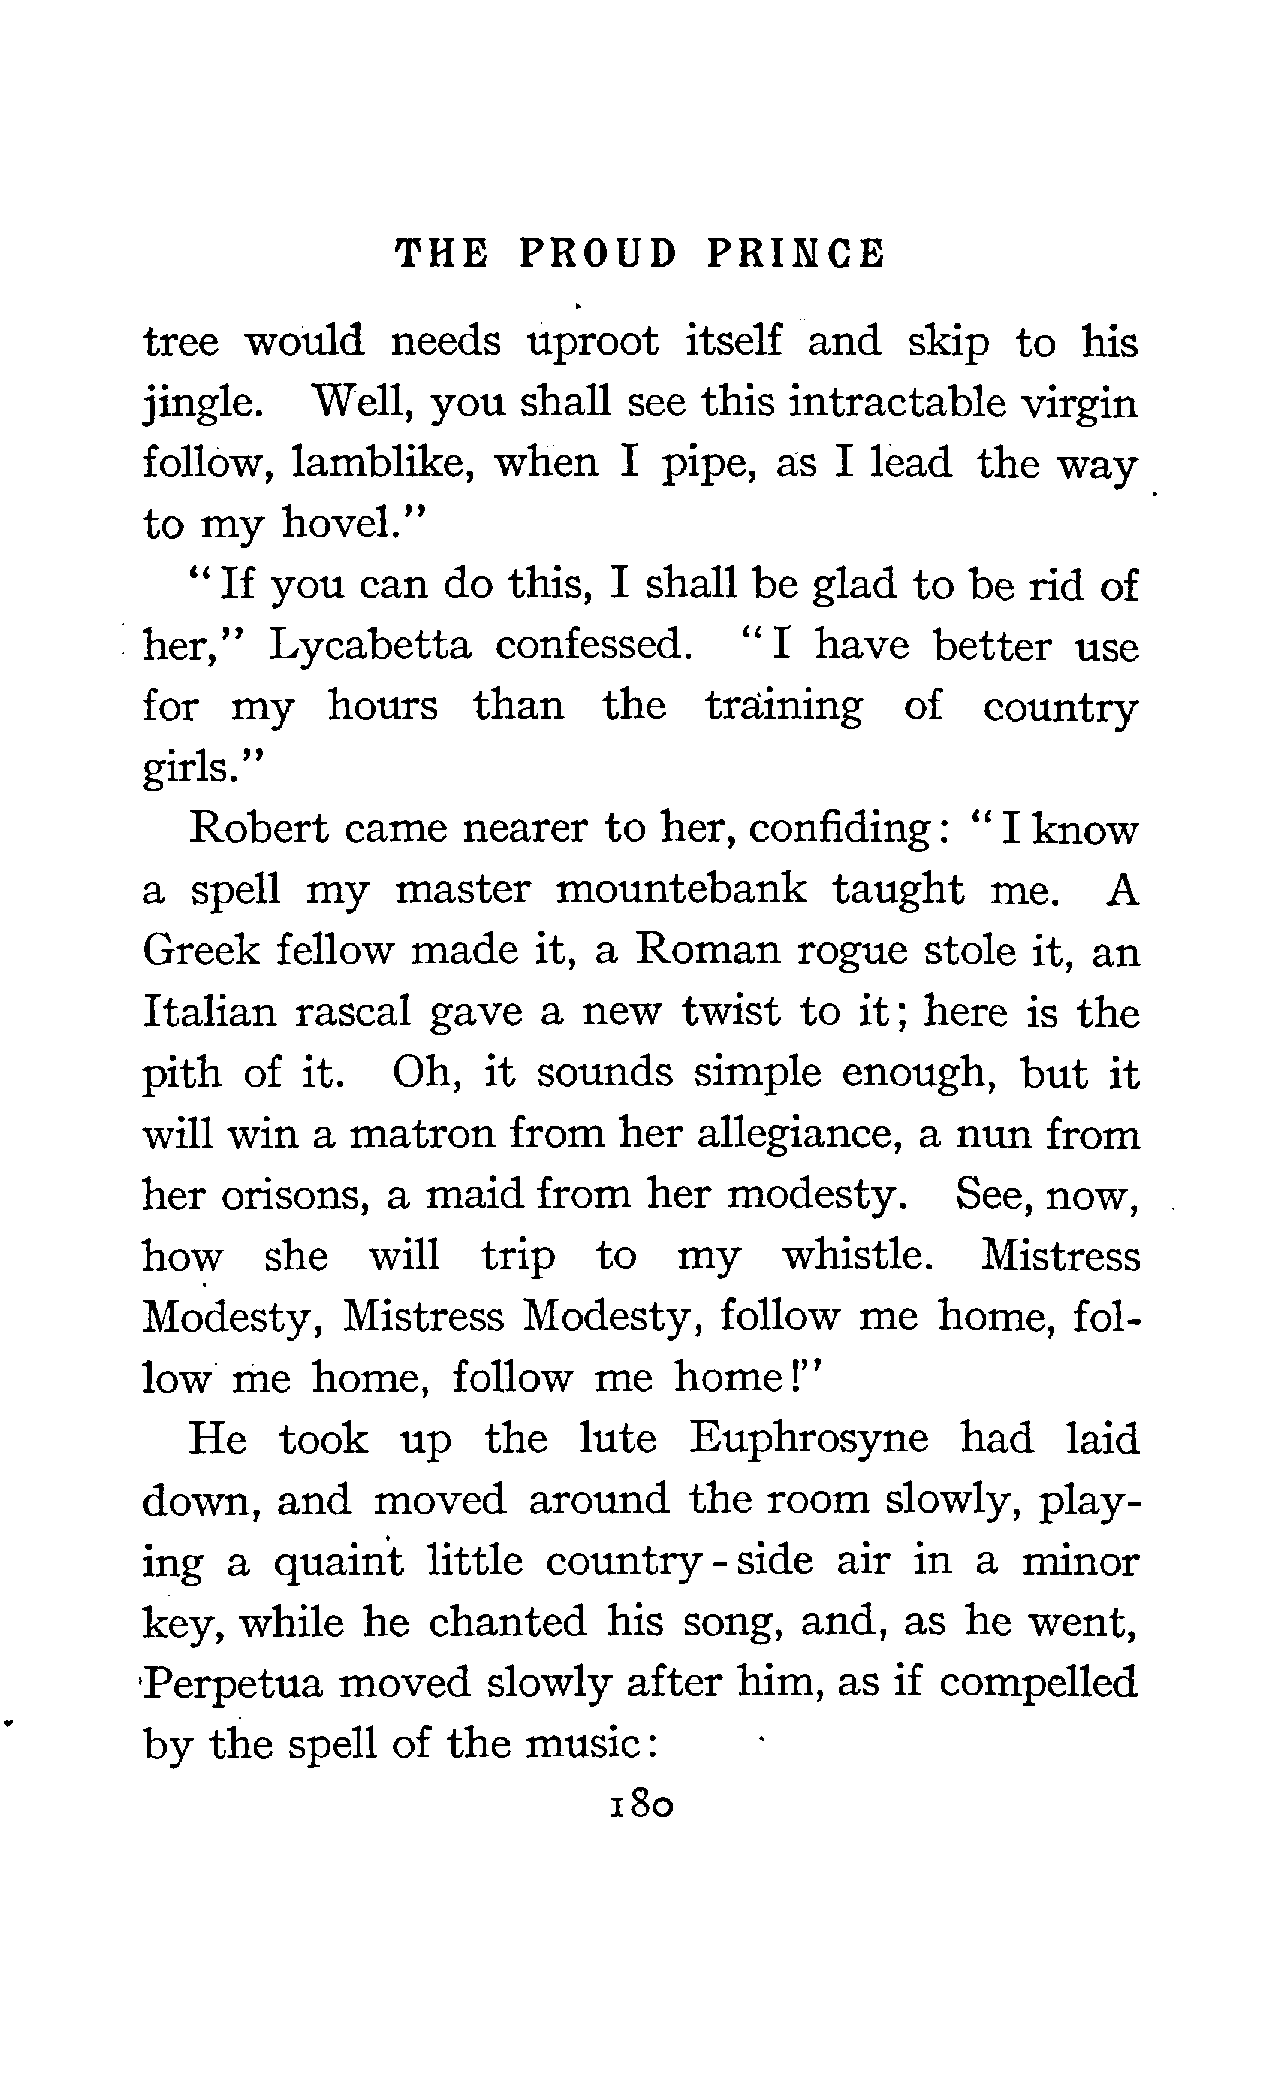 THE PROUD PRINCE
tree would needs uproot itself and skip to his
jingle. Well, you shall see this intractable virgin
follow, lamblike, when I pipe, as I lead the way
to my hovel."
"If you can do this, I shall be glad to be rid of
her," Lycabetta confessed. "I have better use
for my hours than the training of country
girls."
Robert came nearer to her, confiding: "I know
a spell my master mountebank taught me. A
Greek fellow made it, a Roman rogue stole it, an
Italian rascal gave a new twist to it; here is the
pith of it. Oh, it sounds simple enough, but it
will win a matron from her allegiance, a nun from
her orisons, a maid from her modesty. See, now,
how she will trip to my whistle. Mistress
Modesty, Mistress Modesty, follow me home, fol-
low me home, follow me home!"
He took up the lute Euphrosyne had laid
down, and moved around the room slowly, play-
ing a quaint little country-side air in a minor
key, while he chanted his song, and, as he went,
Perpetua moved slowly after him, as if compelled
by the spell of the music:
180